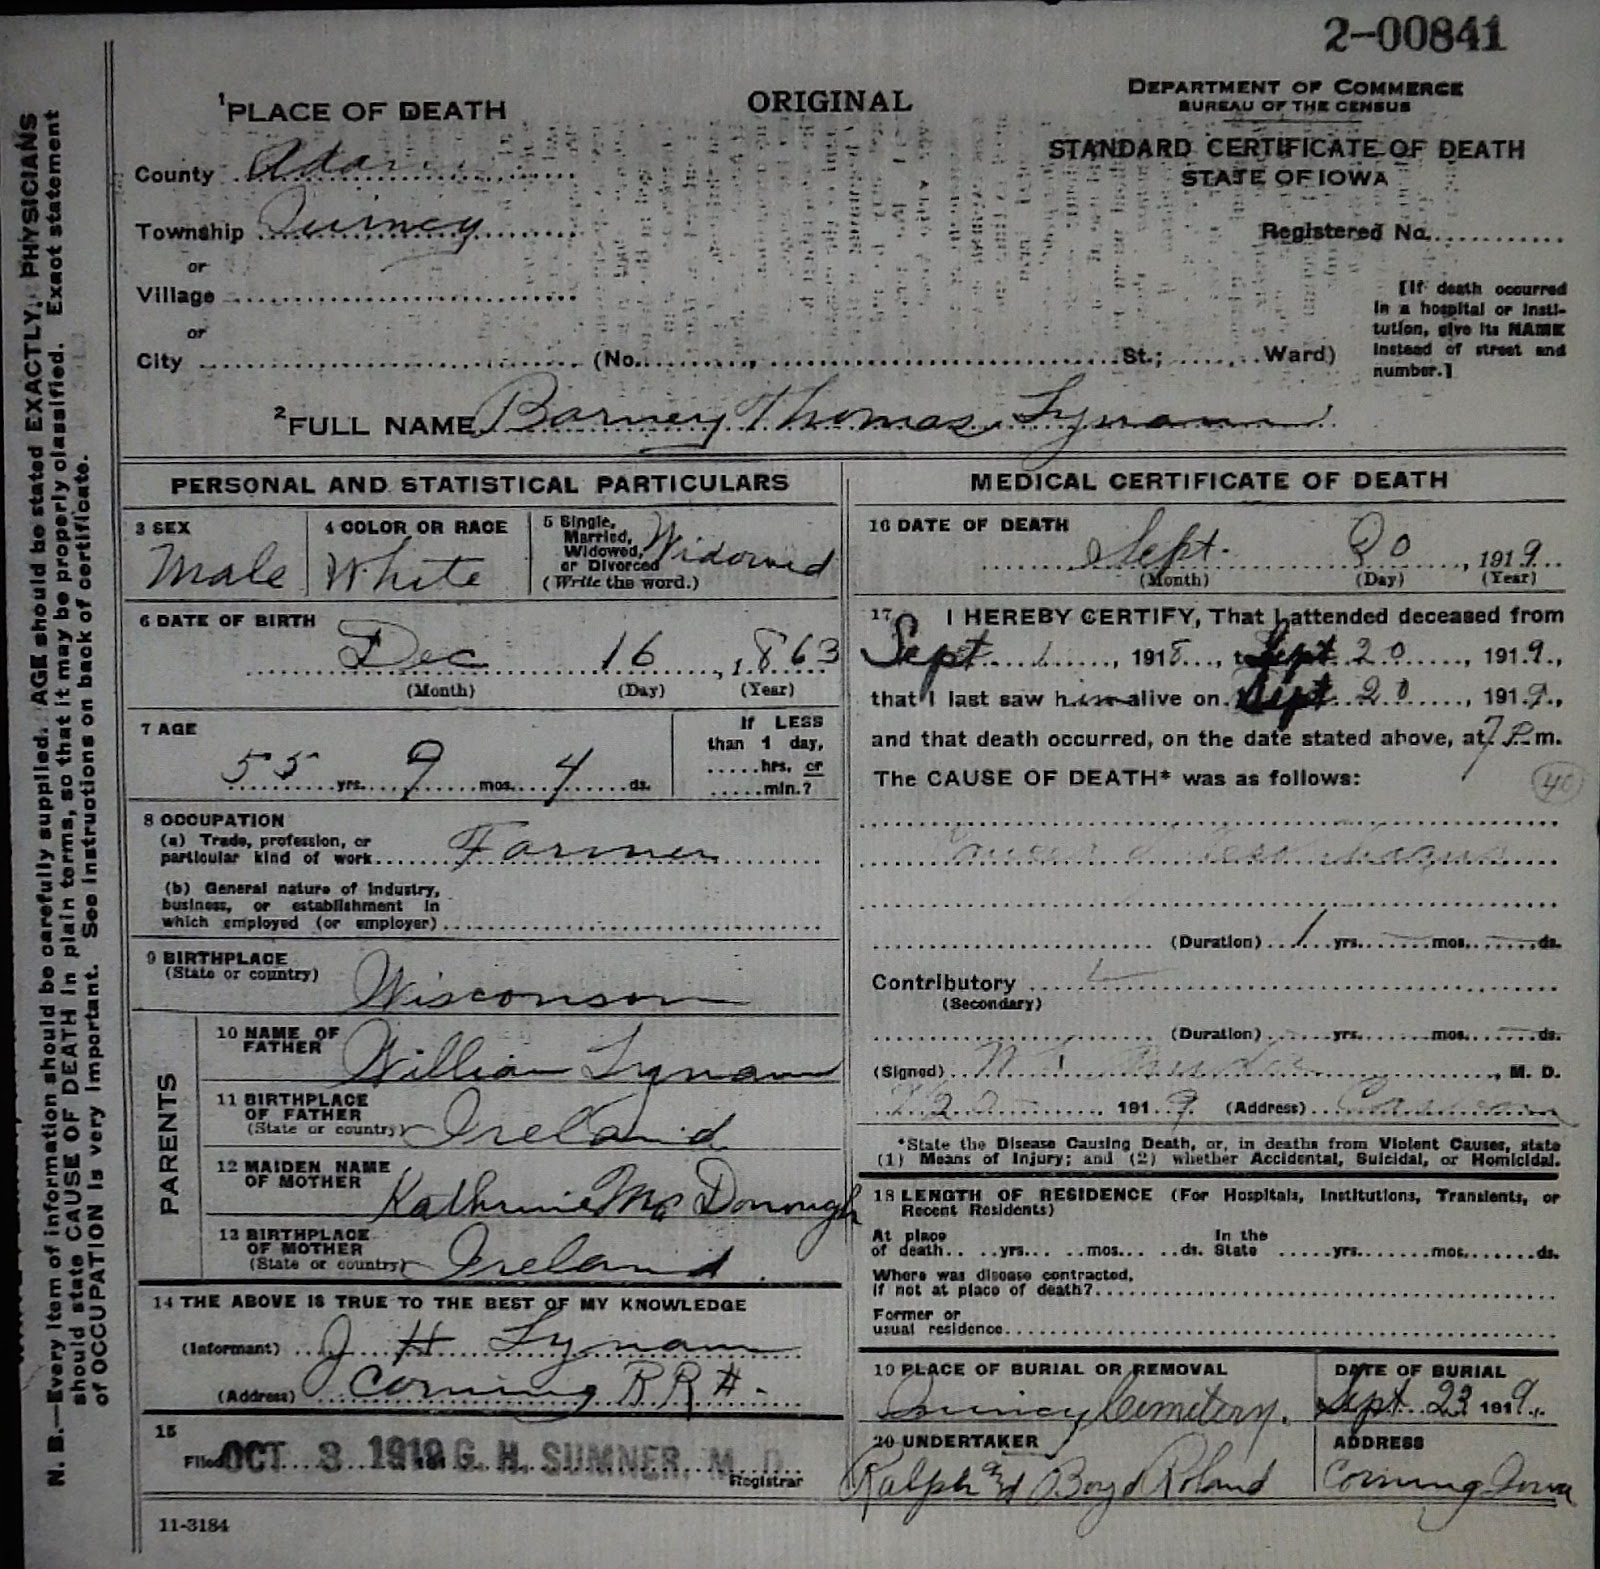 2-00841
ORIGINAL
DEPARTMENT OF COMMERCE
BUREAU OF THE CENSUS
STANDARD CERTIFICATE OF DEATH
STATE OF IOWA
1 PLACE OF DEATH
County Adams
Township Quincy
Registered No.
or
Village
or
City (No. , St.; Ward)
[If death occurred
in a hospital or insti-
tution, give its NAME
instead of street and
number.]
2 FULL NAME Barney Thomas Lynam
PERSONAL AND STATISTICAL PARTICULARS
3 SEX
Male
4 COLOR OR RACE
White
5 Single,
Married,
Widowed,
or Divorced
(Write the word.)
Widowed
6 DATE OF BIRTH
Dec 16, 1863
(Month) (Day) (Year)
7 AGE
55 yrs. 9 mos. 4 ds.
If LESS
than 1 day,
hrs. or
min.?
8 OCCUPATION
(a) Trade, profession, or
particular kind of work Farmer
(b) General nature of industry,
business, or establishment in
which employed (or employer)
9 BIRTHPLACE
(State or country)
Wisconson
PARENTS
10 NAME OF
FATHER William Lynam
11 BIRTHPLACE
OF FATHER
(State or country) Ireland
12 MAIDEN NAME
OF MOTHER Kathrine McDonough
13 BIRTHPLACE
OF MOTHER
(State or country) Ireland
14 THE ABOVE IS TRUE TO THE BEST OF MY KNOWLEDGE
(Informant) J H Lynam
(Address) Corning RR #-
15
Filed OCT 3 1919 G. H. SUMNER, M. D.
Registrar
11-3184
MEDICAL CERTIFICATE OF DEATH
16 DATE OF DEATH
Sept. 20, 1919
(Month) (Day) (Year)
17 I HEREBY CERTIFY, That I attended deceased from
Sept 1, 1918, to Sept 20, 1919,
that I last saw him alive on Sept 20, 1919,
and that death occurred, on the date stated above, at 7 P.m.
The CAUSE OF DEATH* was as follows:
40
(Duration) 1 yrs. mos. ds.
Contributory
(Secondary)
(Duration) yrs. mos. ds.
(Signed) , M. D.
1919 (Address)
*State the Disease Causing Death, or, in deaths from Violent Causes, state
(1) Means of Injury; and (2) whether Accidental, Suicidal, or Homicidal.
18 LENGTH OF RESIDENCE (For Hospitals, Institutions, Transients, or
Recent Residents)
At place In the
of death yrs. mos. ds. State yrs. mos. ds.
Where was disease contracted,
if not at place of death?
Former or
usual residence
19 PLACE OF BURIAL OR REMOVAL
Quincy Cemetery.
DATE OF BURIAL
Sept 23 1919.
20 UNDERTAKER
Ralph and Boyd Roland
ADDRESS
Corning Iowa
N. B.—Every item of information should be carefully supplied. AGE should be stated EXACTLY. PHYSICIANS
should state CAUSE OF DEATH in plain terms, so that it may be properly classified. Exact statement
of OCCUPATION is very important. See instructions on back of certificate.